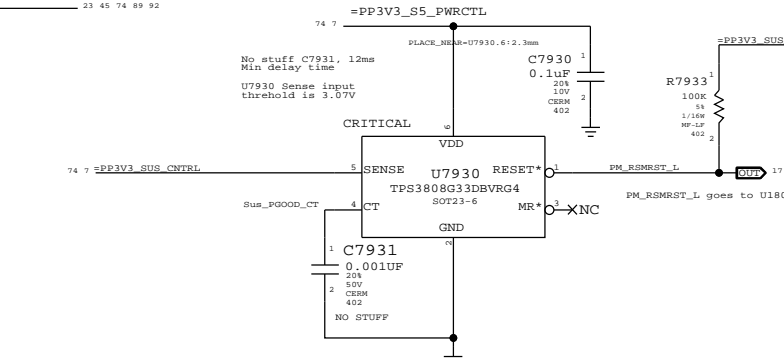 23 45 74 89 92
=PP3V3_S5_PWRCTL
74 7
PLACE_NEAR=U7930.6:2.3mm
=PP3V3_SUS
No stuff C7931, 12ms
Min delay time
U7930 Sense input
threhold is 3.07V
C7930
1
0.1uF
20%
10V
2
CERM
402
R7933
1
100K
5%
1/16W
MF-LF
402
2
CRITICAL
6
VDD
74 7 =PP3V3_SUS_CNTRL
5 SENSE
U7930
RESET* 1
PM_RSMRST_L
OUT 17
TPS3808G33DBVRG4
SOT23-6
PM_RSMRST_L goes to U180
Sus_PGOOD_CT
4 CT
MR* 3
NC
GND
2
1 C7931
0.001UF
20%
50V
2 CERM
402
NO STUFF